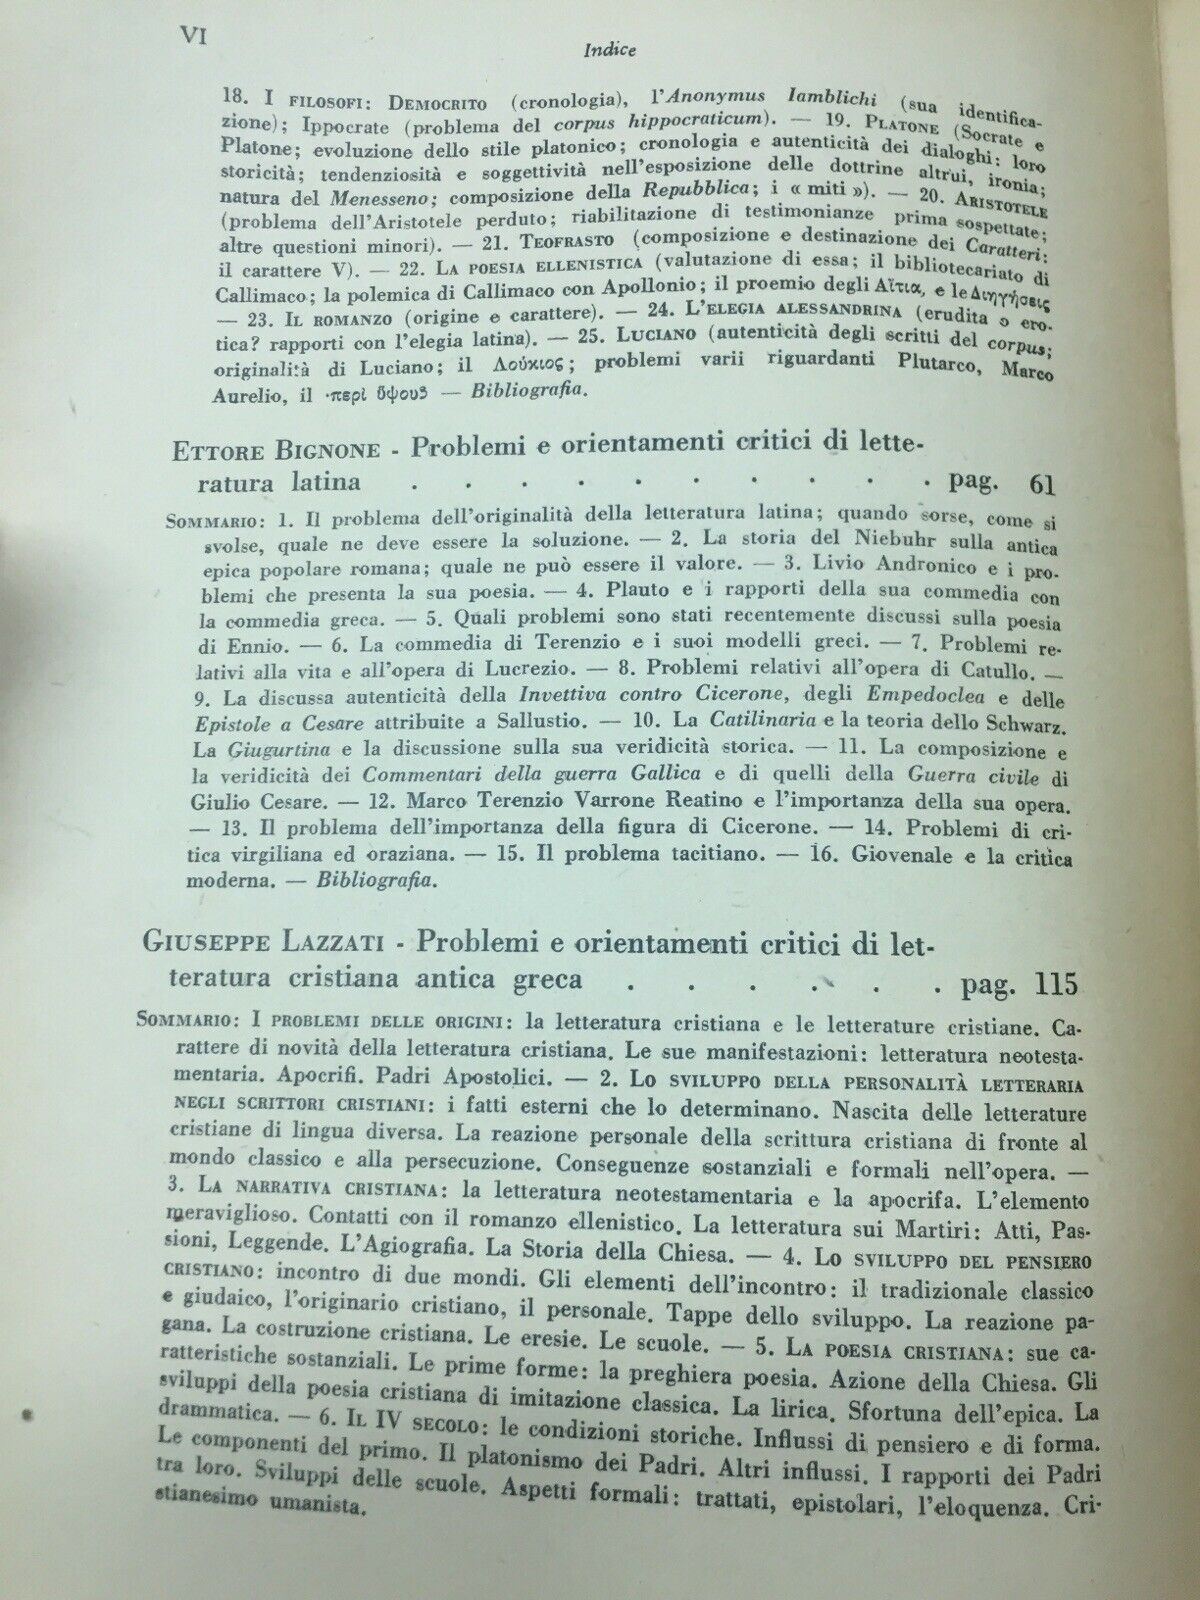 VI
Indice
18. I FILOSOFI: DEMOCRITO (cronologia), l'Anonymus Iamblichi (sua identifica-
zione); Ippocrate (problema del corpus hippocraticum). — 19. PLATONE (Socrate e
Platone; evoluzione dello stile platonico; cronologia e autenticità dei dialoghi: loro
storicità; tendenziosità e soggettività nell'esposizione delle dottrine altrui, ironia;
natura del Menesseno; composizione della Repubblica; i « miti »). — 20. ARISTOTELE
(problema dell'Aristotele perduto; riabilitazione di testimonianze prima sospettate;
altre questioni minori). — 21. TEOFRASTO (composizione e destinazione dei Caratteri:
il carattere V). — 22. LA POESIA ELLENISTICA (valutazione di essa; il bibliotecariato di
Callimaco; la polemica di Callimaco con Apollonio; il proemio degli Αἴτια, e le Διηγήσεις
— 23. IL ROMANZO (origine e carattere). — 24. L'ELEGIA ALESSANDRINA (erudita o ero-
tica? rapporti con l'elegia latina). — 25. LUCIANO (autenticità degli scritti del corpus;
originalità di Luciano; il Λούκιος; problemi varii riguardanti Plutarco, Marco
Aurelio, il περὶ ὕψους — Bibliografia.
ETTORE BIGNONE - Problemi e orientamenti critici di lette-
ratura latina . . . . . . . . . . pag. 61
SOMMARIO: 1. Il problema dell'originalità della letteratura latina; quando sorse, come si
svolse, quale ne deve essere la soluzione. — 2. La storia del Niebuhr sulla antica
epica popolare romana; quale ne può essere il valore. — 3. Livio Andronico e i pro-
blemi che presenta la sua poesia. — 4. Plauto e i rapporti della sua commedia con
la commedia greca. — 5. Quali problemi sono stati recentemente discussi sulla poesia
di Ennio. — 6. La commedia di Terenzio e i suoi modelli greci. — 7. Problemi re-
lativi alla vita e all'opera di Lucrezio. — 8. Problemi relativi all'opera di Catullo. —
9. La discussa autenticità della Invettiva contro Cicerone, degli Empedoclea e delle
Epistole a Cesare attribuite a Sallustio. — 10. La Catilinaria e la teoria dello Schwarz.
La Giugurtina e la discussione sulla sua veridicità storica. — 11. La composizione e
la veridicità dei Commentari della guerra Gallica e di quelli della Guerra civile di
Giulio Cesare. — 12. Marco Terenzio Varrone Reatino e l'importanza della sua opera.
— 13. Il problema dell'importanza della figura di Cicerone. — 14. Problemi di cri-
tica virgiliana ed oraziana. — 15. Il problema tacitiano. — 16. Giovenale e la critica
moderna. — Bibliografia.
GIUSEPPE LAZZATI - Problemi e orientamenti critici di let-
teratura cristiana antica greca . . . . . . pag. 115
SOMMARIO: I PROBLEMI DELLE ORIGINI: la letteratura cristiana e le letterature cristiane. Ca-
rattere di novità della letteratura cristiana. Le sue manifestazioni: letteratura neotesta-
mentaria. Apocrifi. Padri Apostolici. — 2. LO SVILUPPO DELLA PERSONALITÀ LETTERARIA
NEGLI SCRITTORI CRISTIANI: i fatti esterni che lo determinano. Nascita delle letterature
cristiane di lingua diversa. La reazione personale della scrittura cristiana di fronte al
mondo classico e alla persecuzione. Conseguenze sostanziali e formali nell'opera. —
3. LA NARRATIVA CRISTIANA: la letteratura neotestamentaria e la apocrifa. L'elemento
meraviglioso. Contatti con il romanzo ellenistico. La letteratura sui Martiri: Atti, Pas-
sioni, Leggende. L'Agiografia. La Storia della Chiesa. — 4. LO SVILUPPO DEL PENSIERO
CRISTIANO: incontro di due mondi. Gli elementi dell'incontro: il tradizionale classico
e giudaico, l'originario cristiano, il personale. Tappe dello sviluppo. La reazione pa-
gana. La costruzione cristiana. Le eresie. Le scuole. — 5. LA POESIA CRISTIANA: sue ca-
ratteristiche sostanziali. Le prime forme: la preghiera poesia. Azione della Chiesa. Gli
sviluppi della poesia cristiana di imitazione classica. La lirica. Sfortuna dell'epica. La
drammatica. — 6. IL IV SECOLO: le condizioni storiche. Influssi di pensiero e di forma.
Le componenti del primo. Il platonismo dei Padri. Altri influssi. I rapporti dei Padri
tra loro. Sviluppi delle scuole. Aspetti formali: trattati, epistolari, l'eloquenza. Cri-
stianesimo umanista.